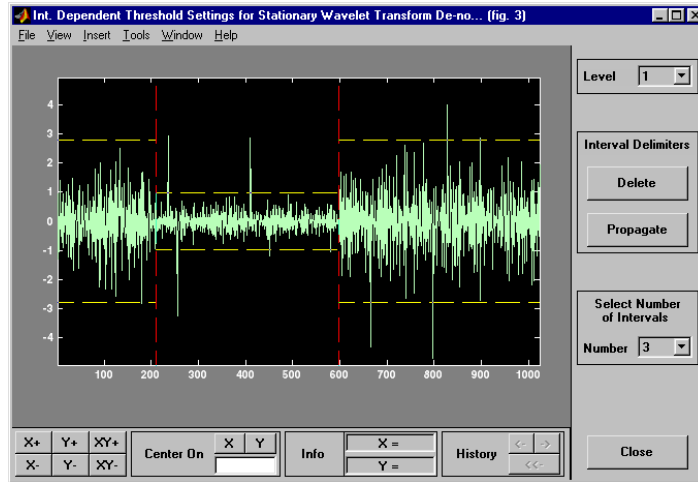 Int. Dependent Threshold Settings for Stationary Wavelet Transform De-no... (fig. 3)
File View Insert Tools Window Help
Level 1
4
3
2
1
0
-1
-2
-3
-4
100 200 300 400 500 600 700 800 900 1000
Interval Delimiters
Delete
Propagate
Select Number
of Intervals
Number 3
X+ Y+ XY+
X- Y- XY-
Center On X Y
Info X =
Y =
History <- ->
<<-
Close